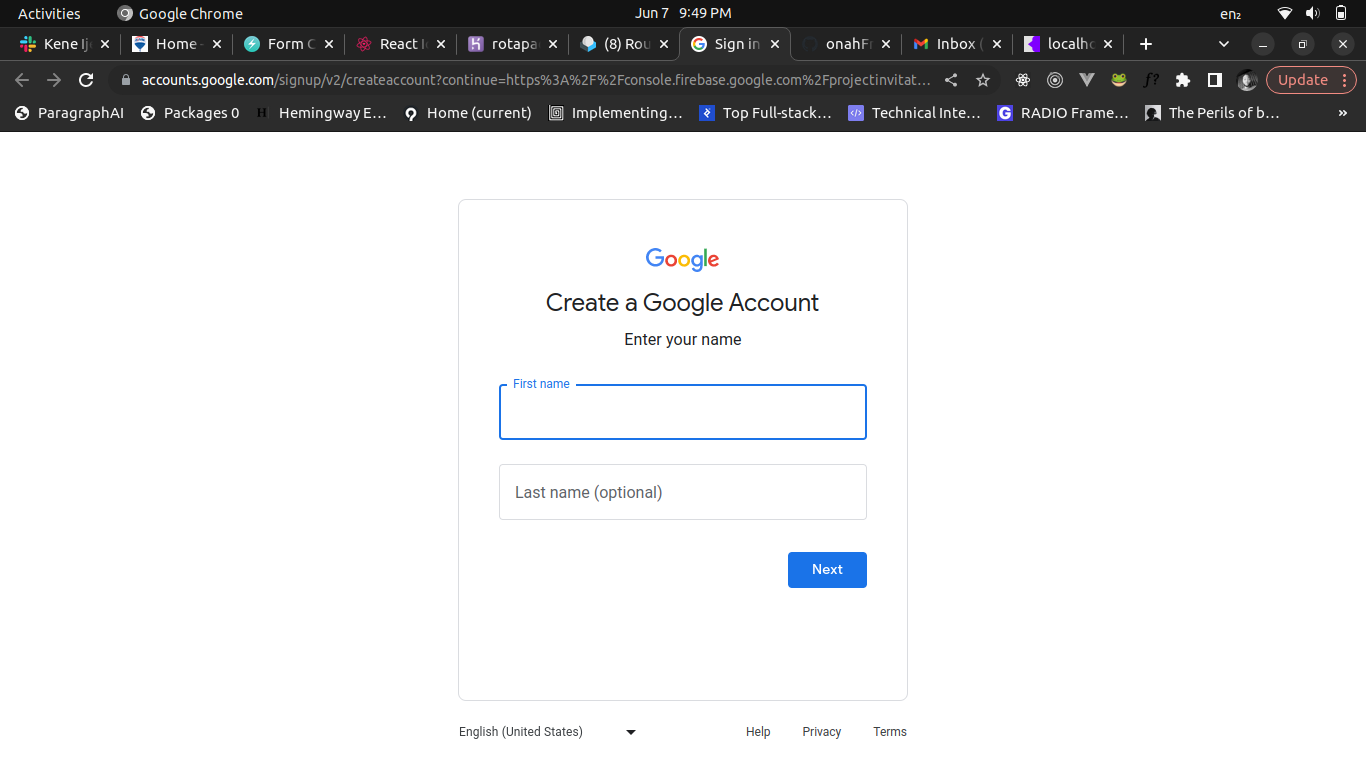 Activities Google Chrome Jun 7 9:49 PM en₂
Kene Ij Home - Form C React I rotapa (8) Rou Sign in onahFr Inbox ( localho
accounts.google.com/signup/v2/createaccount?continue=https%3A%2F%2Fconsole.firebase.google.com%2Fprojectinvitat... Update
ParagraphAI Packages 0 H Hemingway E... Home (current) Implementing... Top Full-stack... Technical Inte... G RADIO Frame... The Perils of b... »
Google
Create a Google Account
Enter your name
First name
Last name (optional)
Next
English (United States) Help Privacy Terms